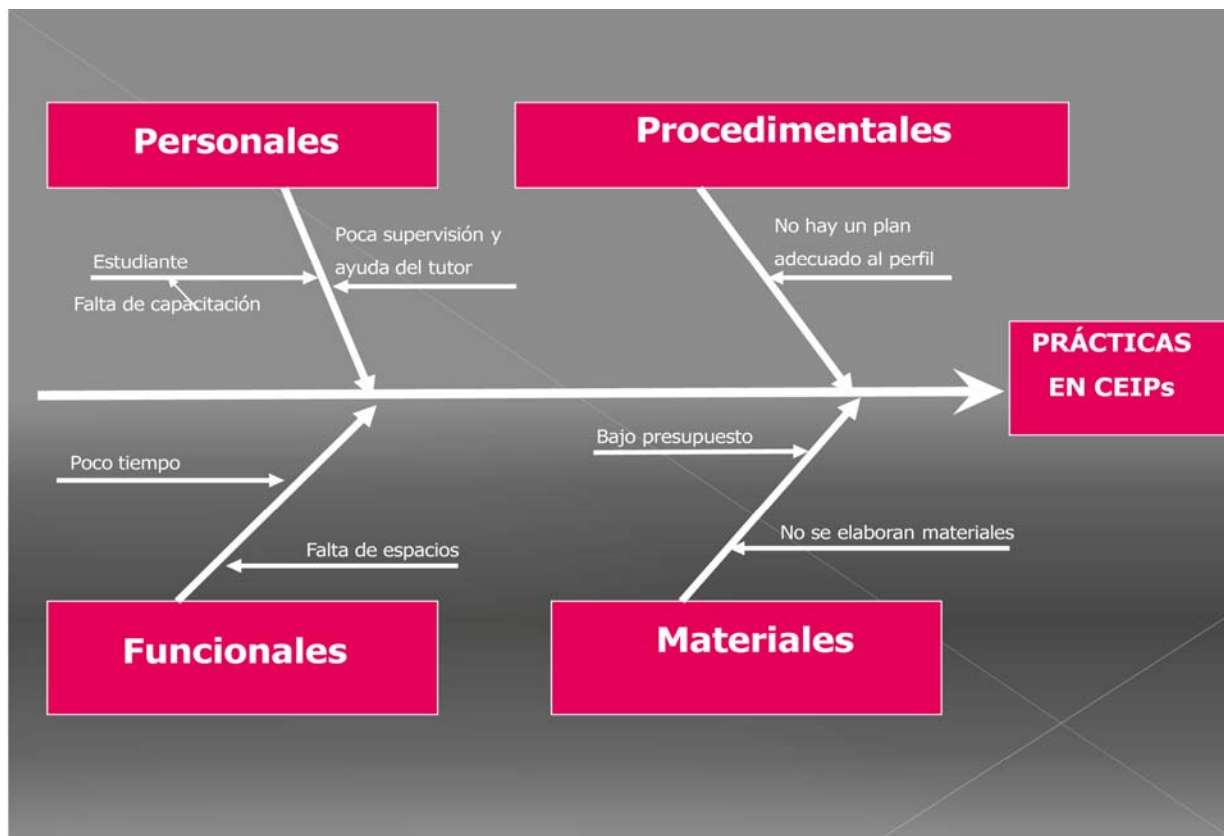 Personales
Procedimentales
Poca supervisión y
ayuda del tutor
No hay un plan
adecuado al perfil
Estudiante
Falta de capacitación
PRÁCTICAS
EN CEIPs
Bajo presupuesto
Poco tiempo
No se elaboran materiales
Falta de espacios
Funcionales
Materiales